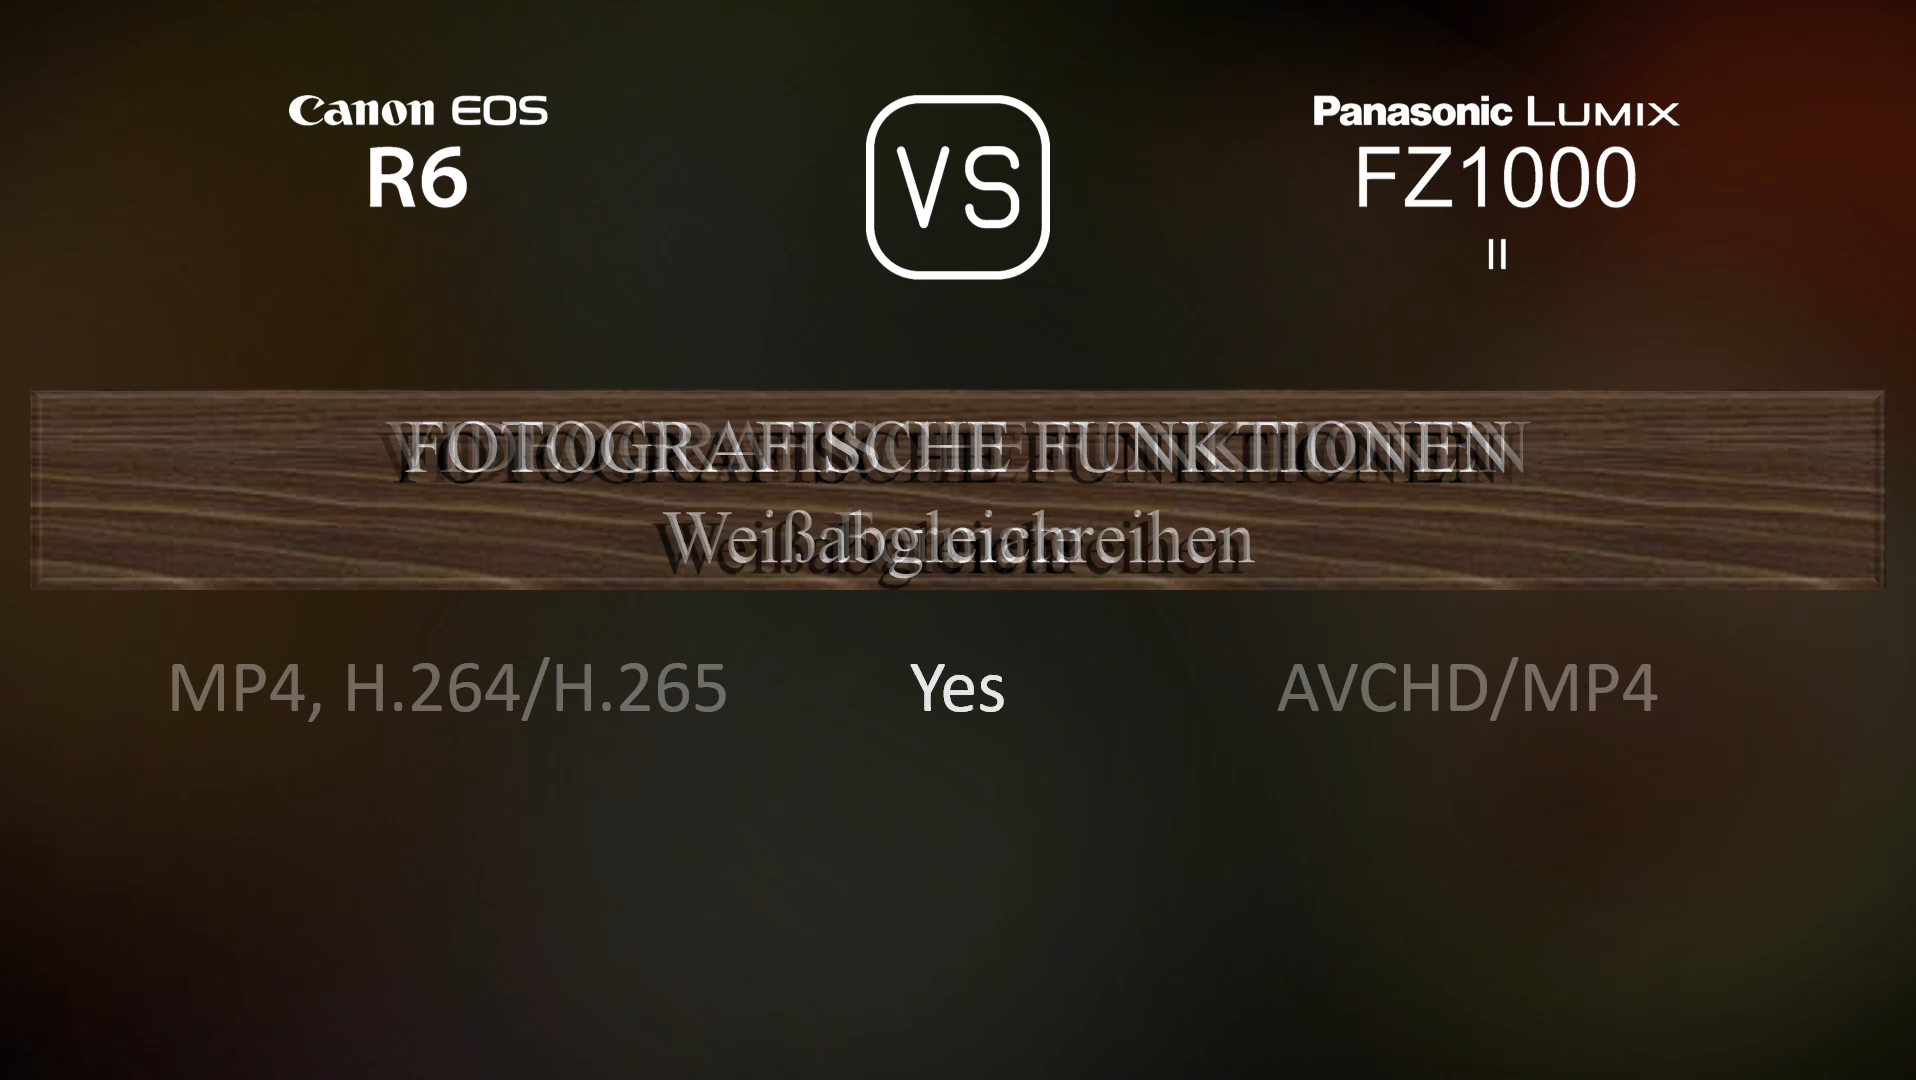 Canon EOS
R6
VS
Panasonic LUMIX
FZ1000
II
FOTOGRAFISCHE FUNKTIONEN
Weißabgleichreihen
MP4, H.264/H.265
Yes
AVCHD/MP4